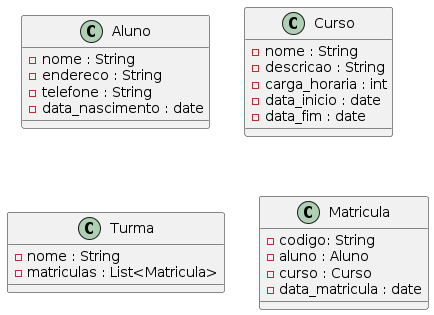 C Aluno
nome : String
endereco : String
telefone : String
data_nascimento : date
C Curso
nome : String
descricao : String
carga_horaria : int
data_inicio : date
data_fim : date
C Turma
nome : String
matriculas : List<Matricula>
C Matricula
codigo: String
aluno : Aluno
curso : Curso
data_matricula : date